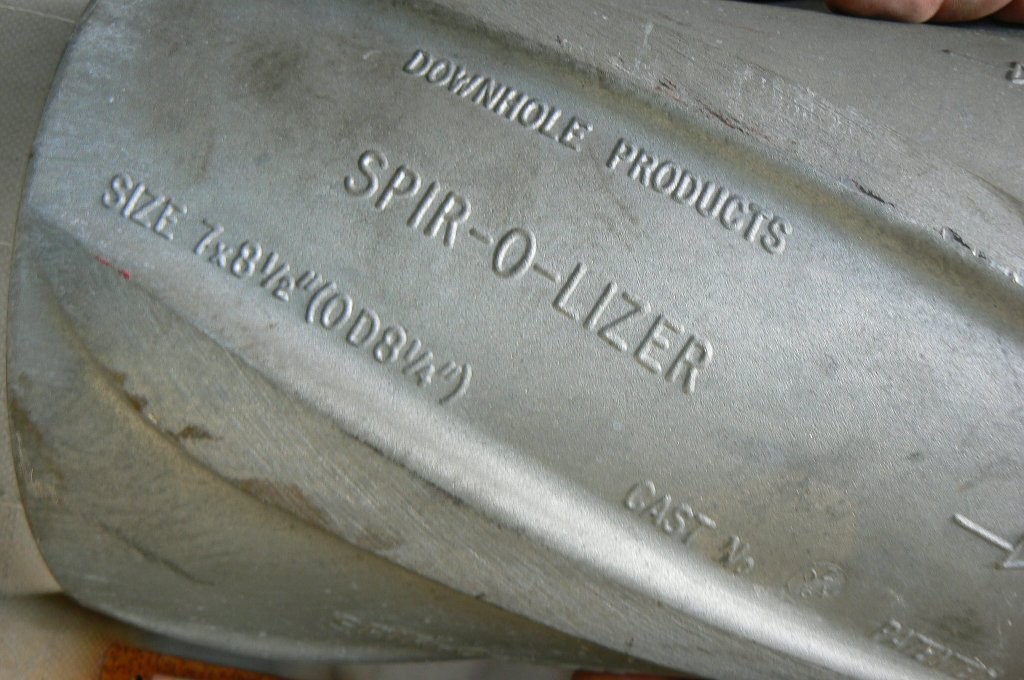 DOWNHOLE PRODUCTS
SPIR-O-LIZER
SIZE 7x8½"(OD8¼")
CAST No